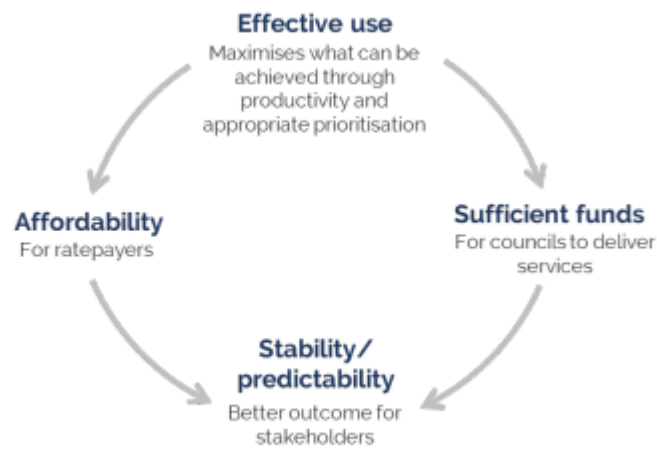 Effective use
Maximises what can be
achieved through
productivity and
appropriate prioritisation
Affordability
For ratepayers
Sufficient funds
For councils to deliver
services
Stability/
predictability
Better outcome for
stakeholders